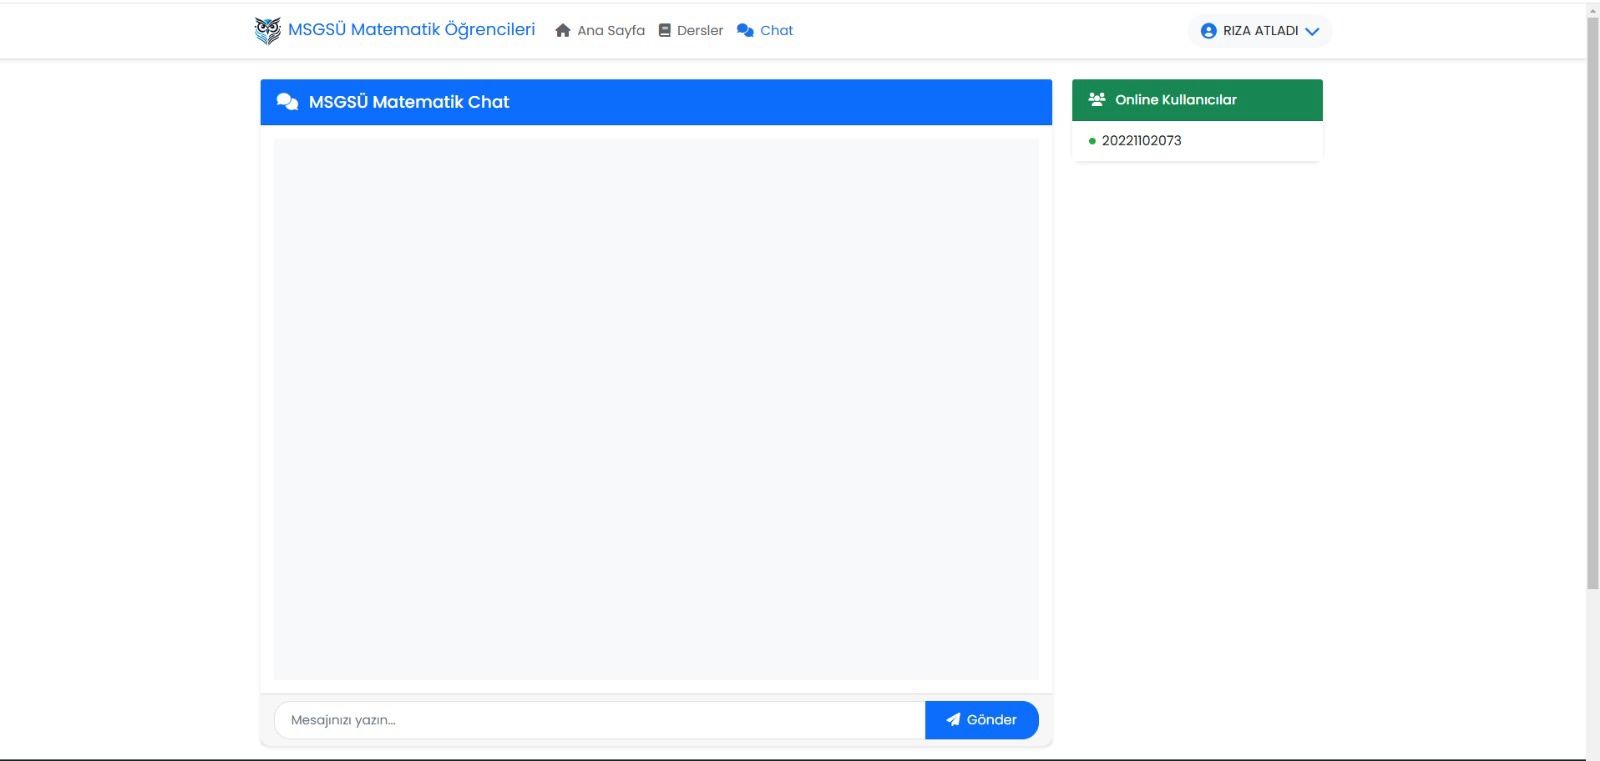 MSGSÜ Matematik Öğrencileri Ana Sayfa Dersler Chat RIZA ATLADI
MSGSÜ Matematik Chat
Online Kullanıcılar
20221102073
Mesajınızı yazın... Gönder